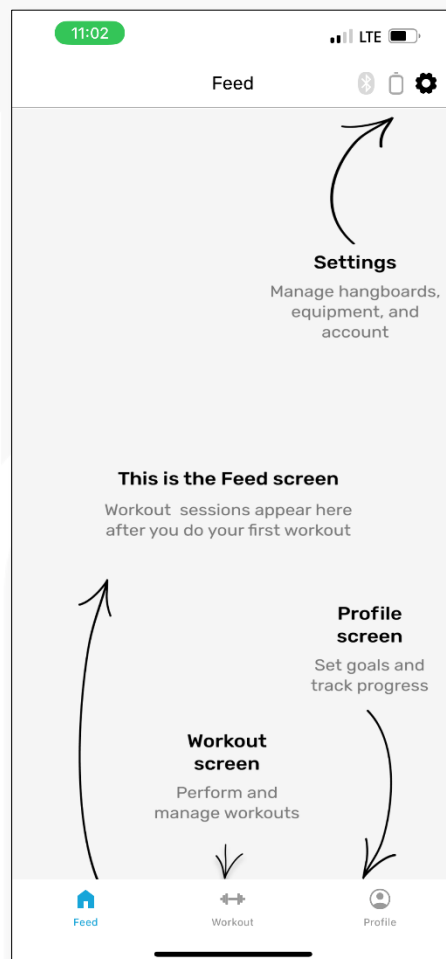 11:02
LTE
Feed
Settings
Manage hangboards,
equipment, and
account
This is the Feed screen
Workout sessions appear here
after you do your first workout
Profile
screen
Set goals and
track progress
Workout
screen
Perform and
manage workouts
Feed
Workout
Profile